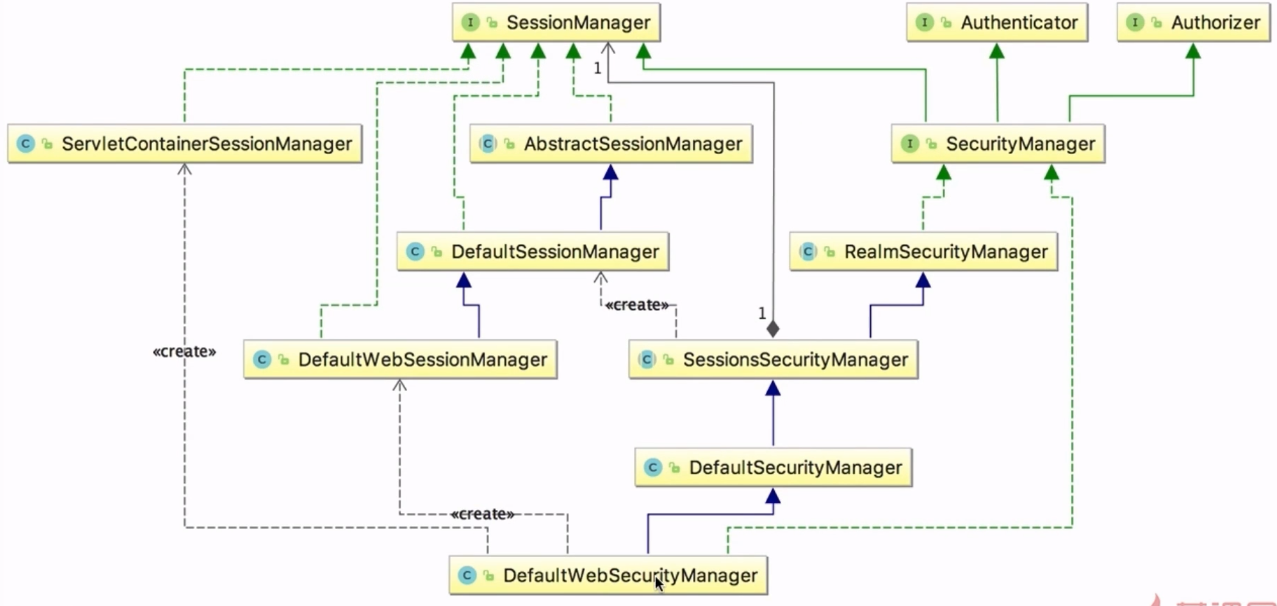 SessionManager
Authenticator
Authorizer
1
ServletContainerSessionManager
AbstractSessionManager
SecurityManager
DefaultSessionManager
RealmSecurityManager
«create»
1
«create»
DefaultWebSessionManager
SessionsSecurityManager
DefaultSecurityManager
«create»
DefaultWebSecurityManager